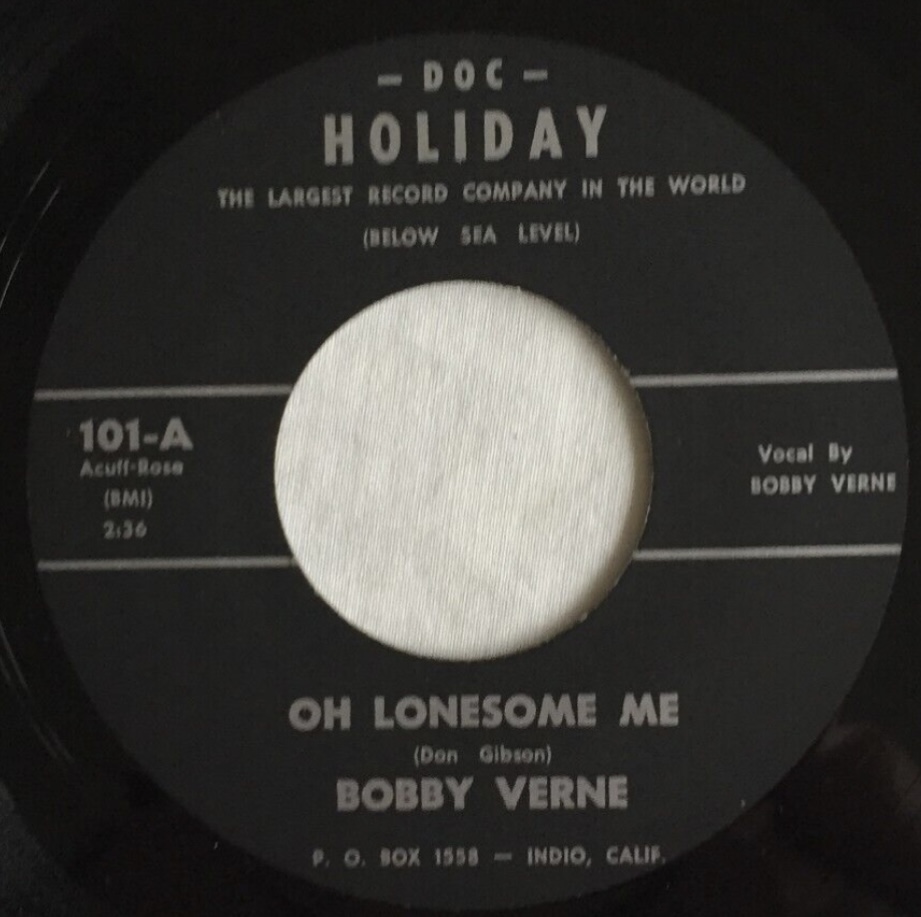 — DOC —
HOLIDAY
THE LARGEST RECORD COMPANY IN THE WORLD
(BELOW SEA LEVEL)
101-A
Acuff-Rose
(BMI)
2:36
Vocal By
BOBBY VERNE
OH LONESOME ME
(Don Gibson)
BOBBY VERNE
P. O. BOX 1558 — INDIO, CALIF.